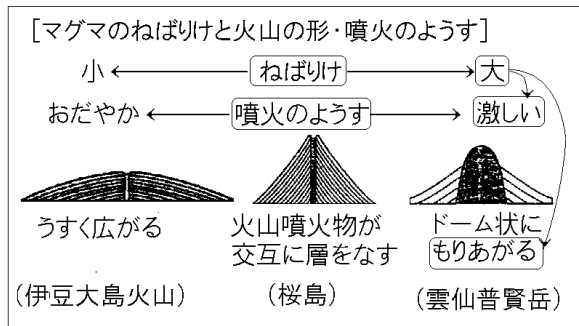 [マグマのねばりけと火山の形・噴火のようす]
小 ねばりけ 大
おだやか 噴火のようす 激しい
うすく広がる
火山噴火物が
交互に層をなす
ドーム状に
もりあがる
(伊豆大島火山) (桜島) (雲仙普賢岳)